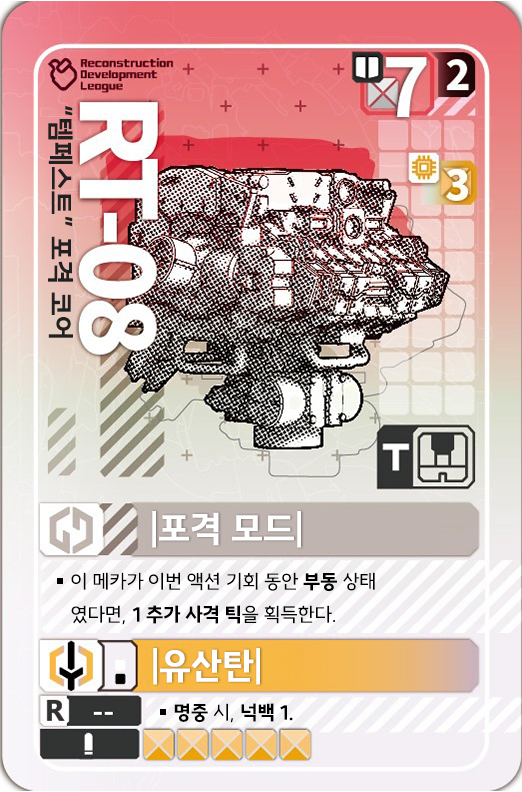 Reconstruction
Development
League
7
2
3
RT-08
"템페스트" 포격 코어
T
|포격 모드|
▪ 이 메카가 이번 액션 기회 동안 부동 상태
였다면, 1 추가 사격 틱을 획득한다.
|유산탄|
R --
▪ 명중 시, 넉백 1.